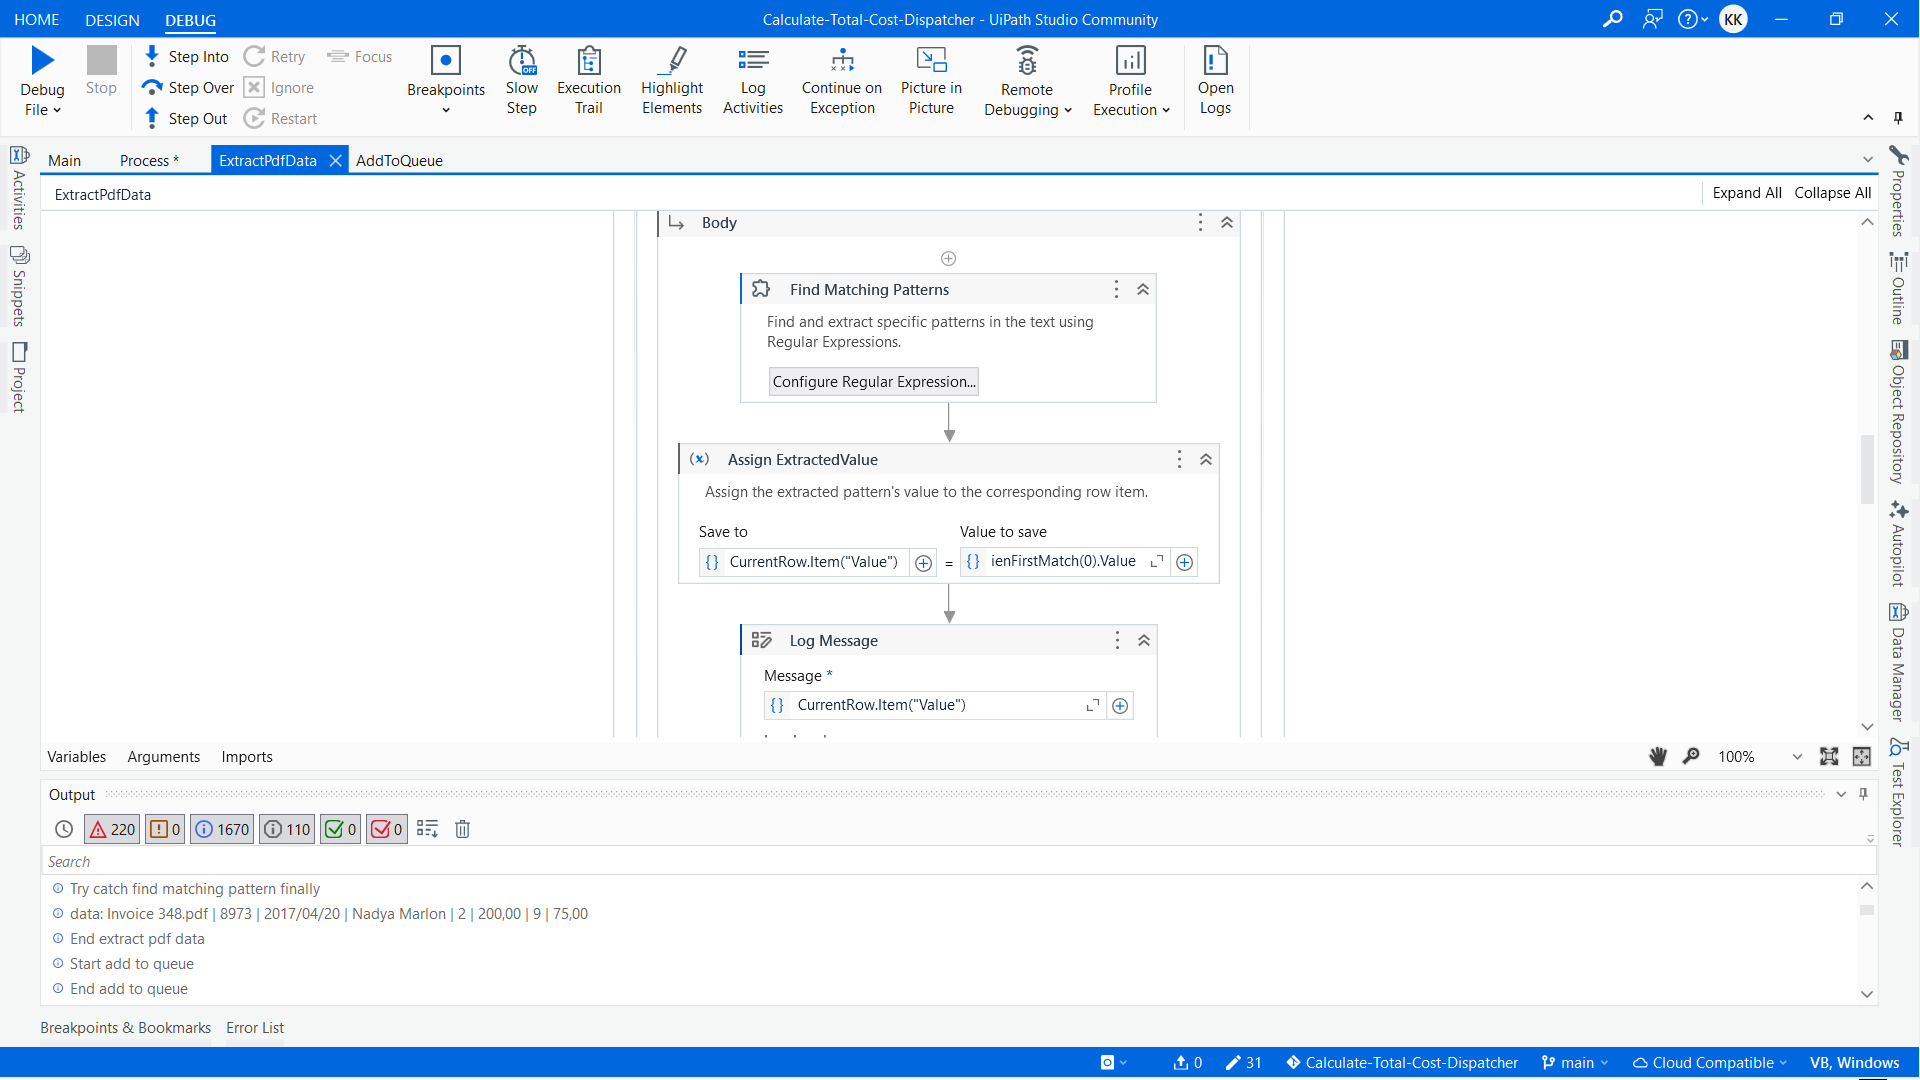 HOME DESIGN DEBUG
Calculate-Total-Cost-Dispatcher - UiPath Studio Community
KK
Debug File
Stop
Step Into
Step Over
Step Out
Retry
Ignore
Restart
Focus
Breakpoints
OFF
Slow Step
Execution Trail
Highlight Elements
Log Activities
Continue on Exception
Picture in Picture
Remote Debugging
Profile Execution
Open Logs
Main Process * ExtractPdfData AddToQueue
ExtractPdfData
Expand All Collapse All
Activities
Snippets
Project
Properties
Outline
Object Repository
Autopilot
Data Manager
Test Explorer
Body
Find Matching Patterns
Find and extract specific patterns in the text using
Regular Expressions.
Configure Regular Expression...
Assign ExtractedValue
Assign the extracted pattern's value to the corresponding row item.
Save to Value to save
{} CurrentRow.Item("Value") = {} ienFirstMatch(0).Value
Log Message
Message *
{} CurrentRow.Item("Value")
Variables Arguments Imports
100%
Output
220 0 1670 110 0 0
Search
Try catch find matching pattern finally
data: Invoice 348.pdf | 8973 | 2017/04/20 | Nadya Marlon | 2 | 200,00 | 9 | 75,00
End extract pdf data
Start add to queue
End add to queue
Breakpoints & Bookmarks Error List
0 31 Calculate-Total-Cost-Dispatcher main Cloud Compatible VB, Windows